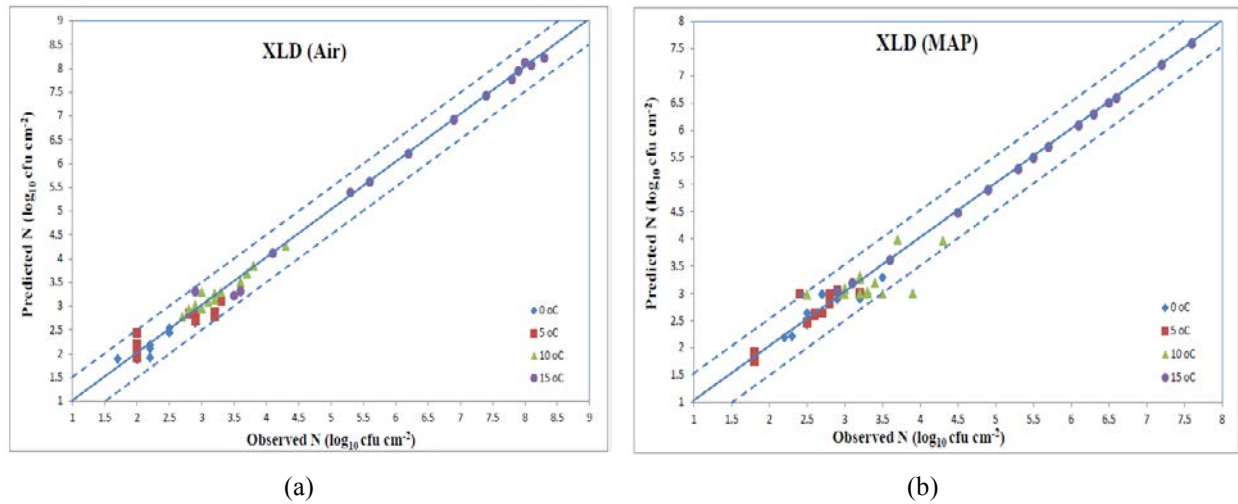 XLD (Air)
Predicted N (log10 cfu cm-2)
9
8.5
8
7.5
7
6.5
6
5.5
5
4.5
4
3.5
3
2.5
2
1.5
1
0 oC
5 oC
10 oC
15 oC
1 1.5 2 2.5 3 3.5 4 4.5 5 5.5 6 6.5 7 7.5 8 8.5 9
Observed N (log10 cfu cm-2)
(a)
XLD (MAP)
Predicted N (log10 cfu cm-2)
8
7.5
7
6.5
6
5.5
5
4.5
4
3.5
3
2.5
2
1.5
1
0 oC
5 oC
10 oC
15 oC
1 1.5 2 2.5 3 3.5 4 4.5 5 5.5 6 6.5 7 7.5 8
Observed N (log10 cfu cm-2)
(b)